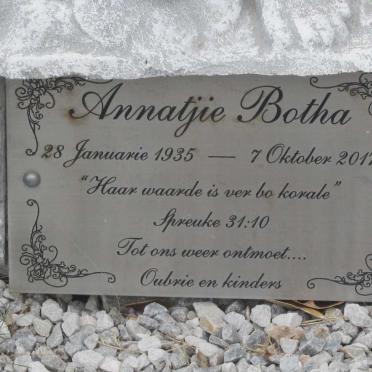 Annatjie Botha
28 Januarie 1935 — 7 Oktober 2017
"Haar waarde is ver bo korale"
Spreuke 31:10
Tot ons weer ontmoet....
Oubrie en kinders